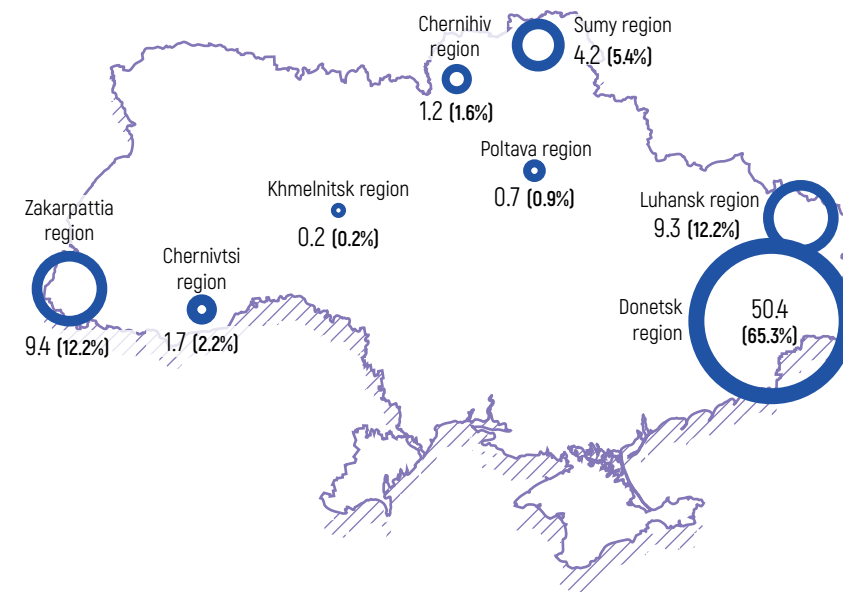 Chernihiv
region
1.2 (1.6%)
Sumy region
4.2 (5.4%)
Poltava region
0.7 (0.9%)
Khmelnitsk region
0.2 (0.2%)
Luhansk region
9.3 (12.2%)
Zakarpattia
region
9.4 (12.2%)
Chernivtsi
region
1.7 (2.2%)
Donetsk
region
50.4
(65.3%)